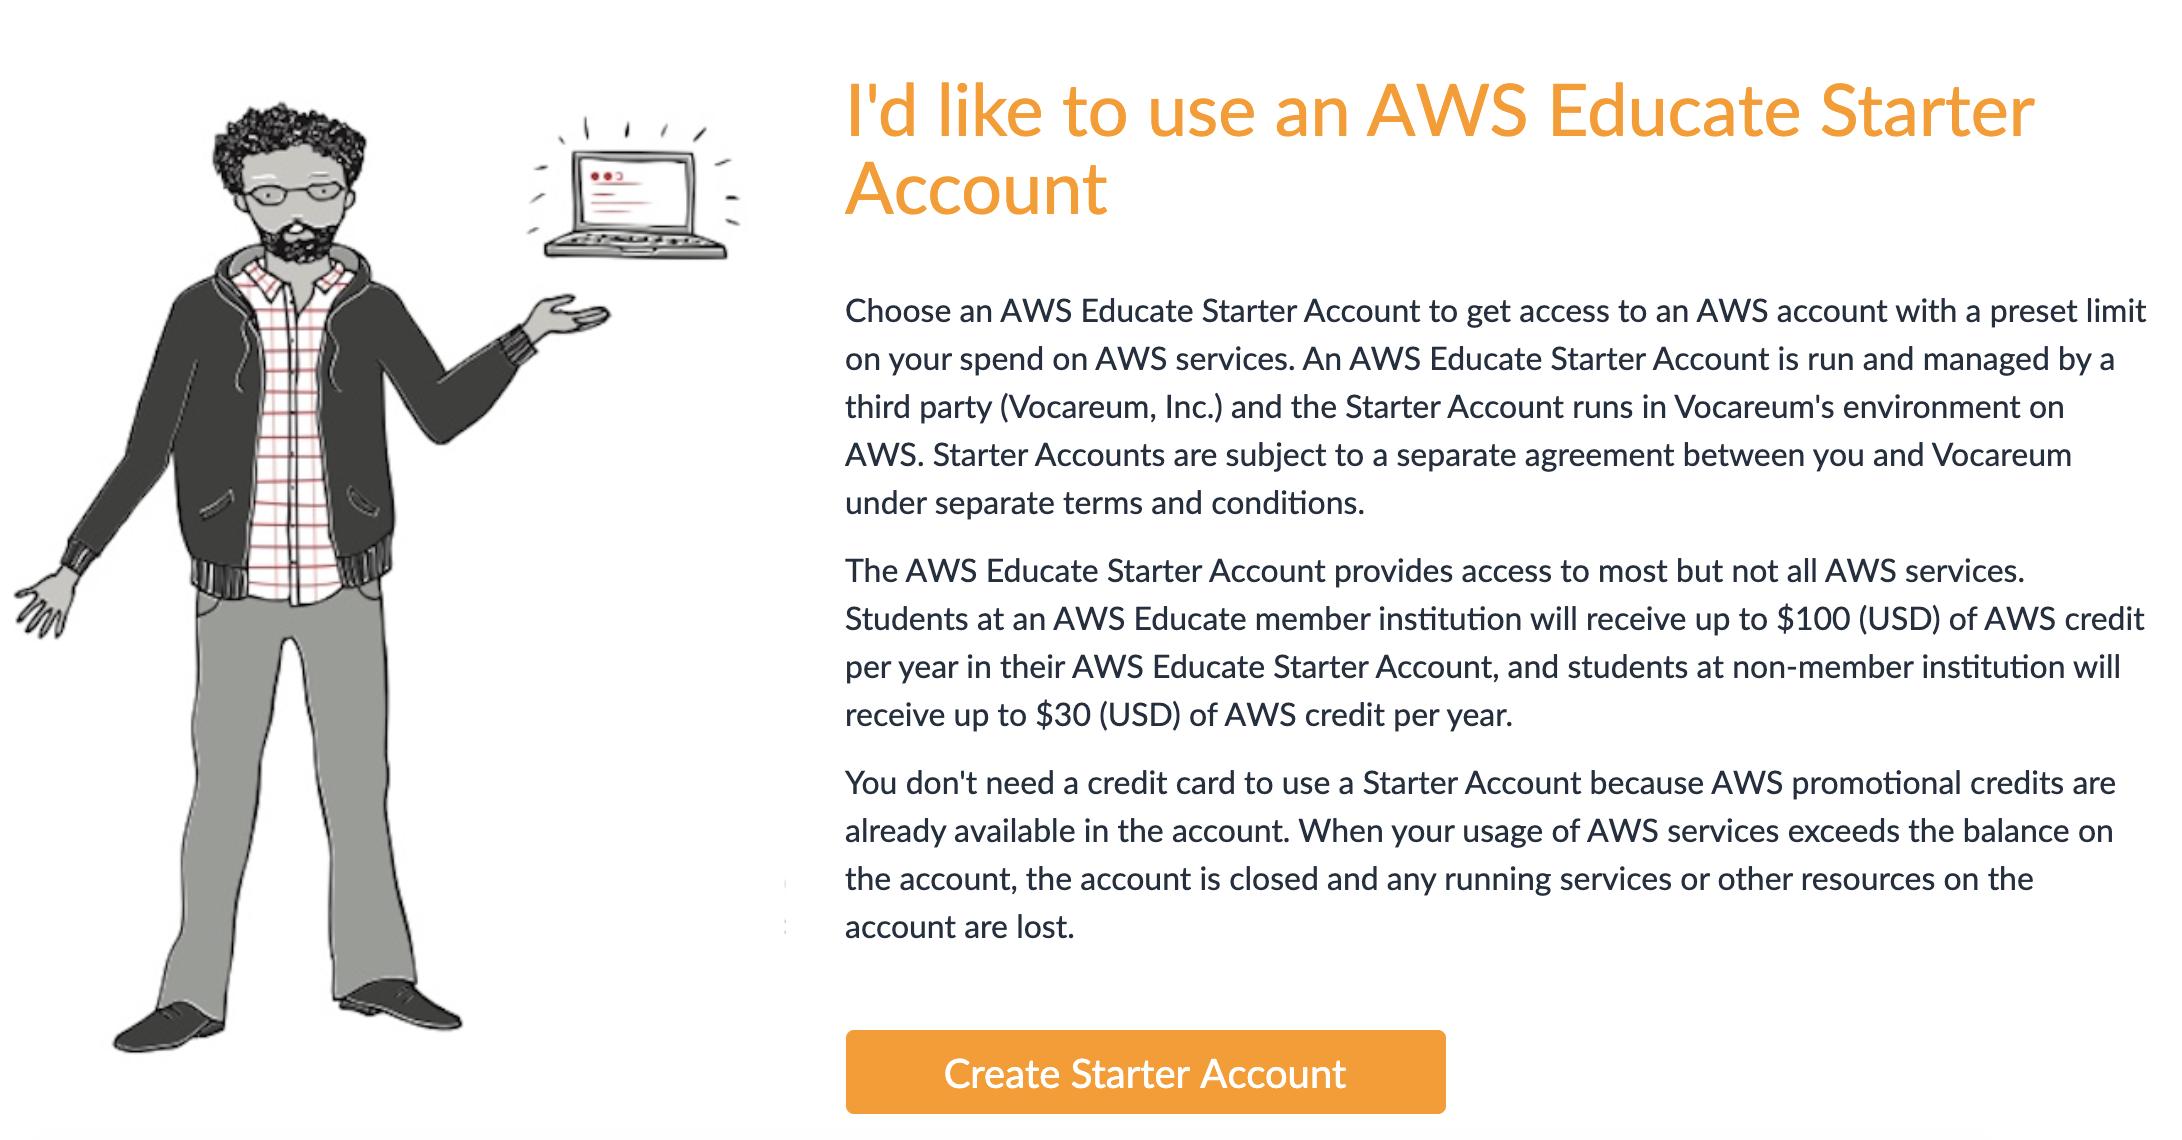 I'd like to use an AWS Educate Starter
Account
Choose an AWS Educate Starter Account to get access to an AWS account with a preset limit
on your spend on AWS services. An AWS Educate Starter Account is run and managed by a
third party (Vocareum, Inc.) and the Starter Account runs in Vocareum's environment on
AWS. Starter Accounts are subject to a separate agreement between you and Vocareum
under separate terms and conditions.
The AWS Educate Starter Account provides access to most but not all AWS services.
Students at an AWS Educate member institution will receive up to $100 (USD) of AWS credit
per year in their AWS Educate Starter Account, and students at non-member institution will
receive up to $30 (USD) of AWS credit per year.
You don't need a credit card to use a Starter Account because AWS promotional credits are
already available in the account. When your usage of AWS services exceeds the balance on
the account, the account is closed and any running services or other resources on the
account are lost.
Create Starter Account